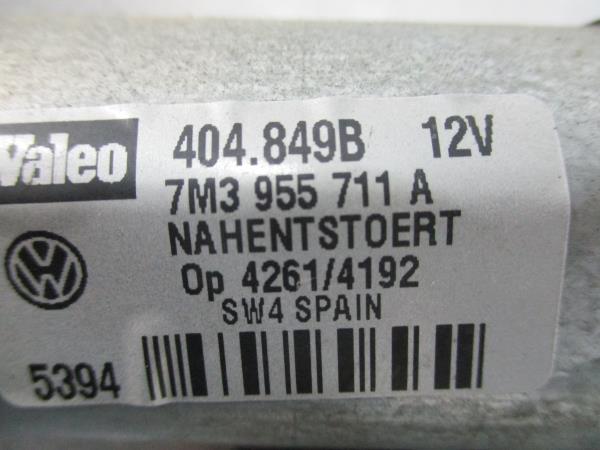 Valeo 404.849B 12V
7M3 955 711 A
NAHENTSTOERT
Op 4261/4192
SW4 SPAIN
5394